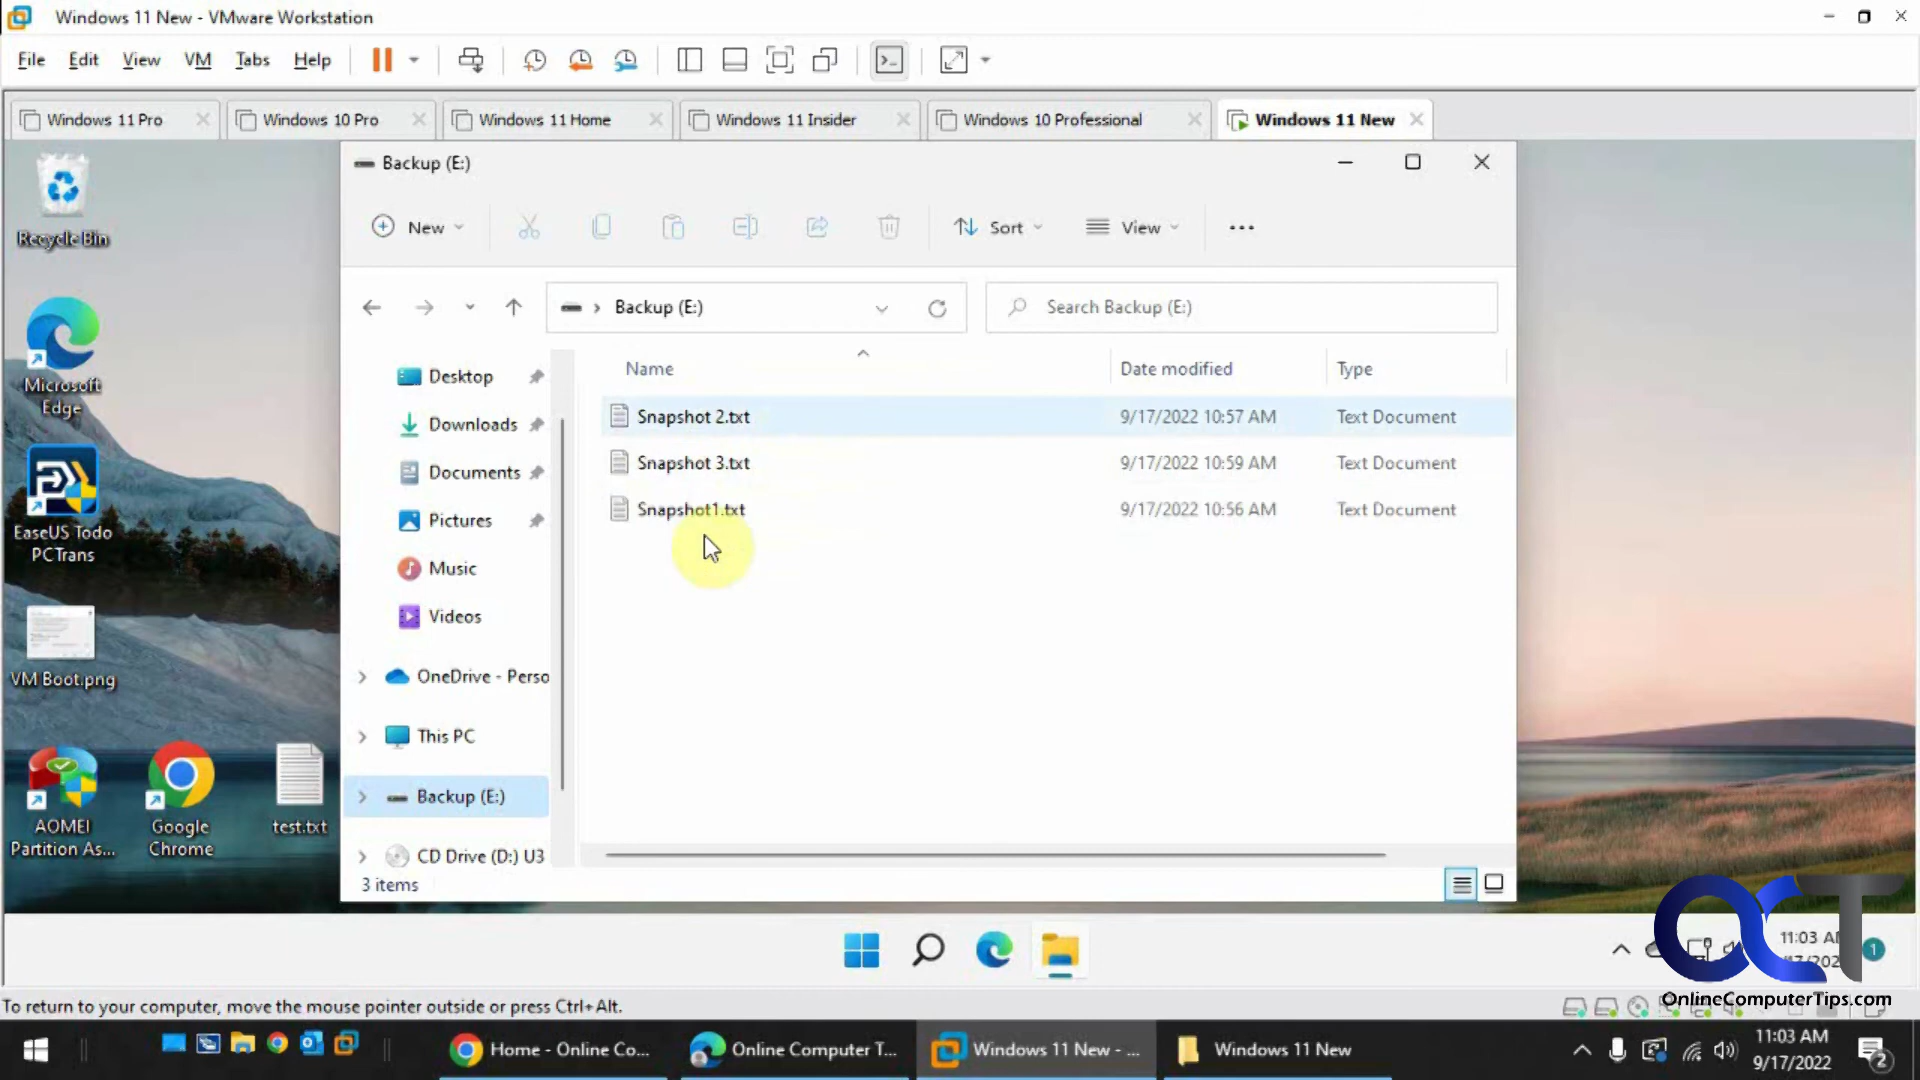 Windows 11 New - VMware Workstation
File Edit View VM Tabs Help
Windows 11 Pro
Windows 10 Pro
Windows 11 Home
Windows 11 Insider
Windows 10 Professional
Windows 11 New
Recycle Bin
Microsoft
Edge
EaseUS Todo
PCTrans
VM Boot.png
AOMEI
Partition As...
Google
Chrome
test.txt
Backup (E:)
New
Sort
View
Backup (E:)
Search Backup (E:)
Desktop
Downloads
Documents
Pictures
Music
Videos
OneDrive - Perso
This PC
Backup (E:)
CD Drive (D:) U3
Name Date modified Type
Snapshot 2.txt 9/17/2022 10:57 AM Text Document
Snapshot 3.txt 9/17/2022 10:59 AM Text Document
Snapshot1.txt 9/17/2022 10:56 AM Text Document
3 items
11:03
1
OCT
OnlineComputerTips.com
To return to your computer, move the mouse pointer outside or press Ctrl+Alt.
Home - Online Co...
Online Computer T...
Windows 11 New - ...
Windows 11 New
11:03 AM
9/17/2022
2